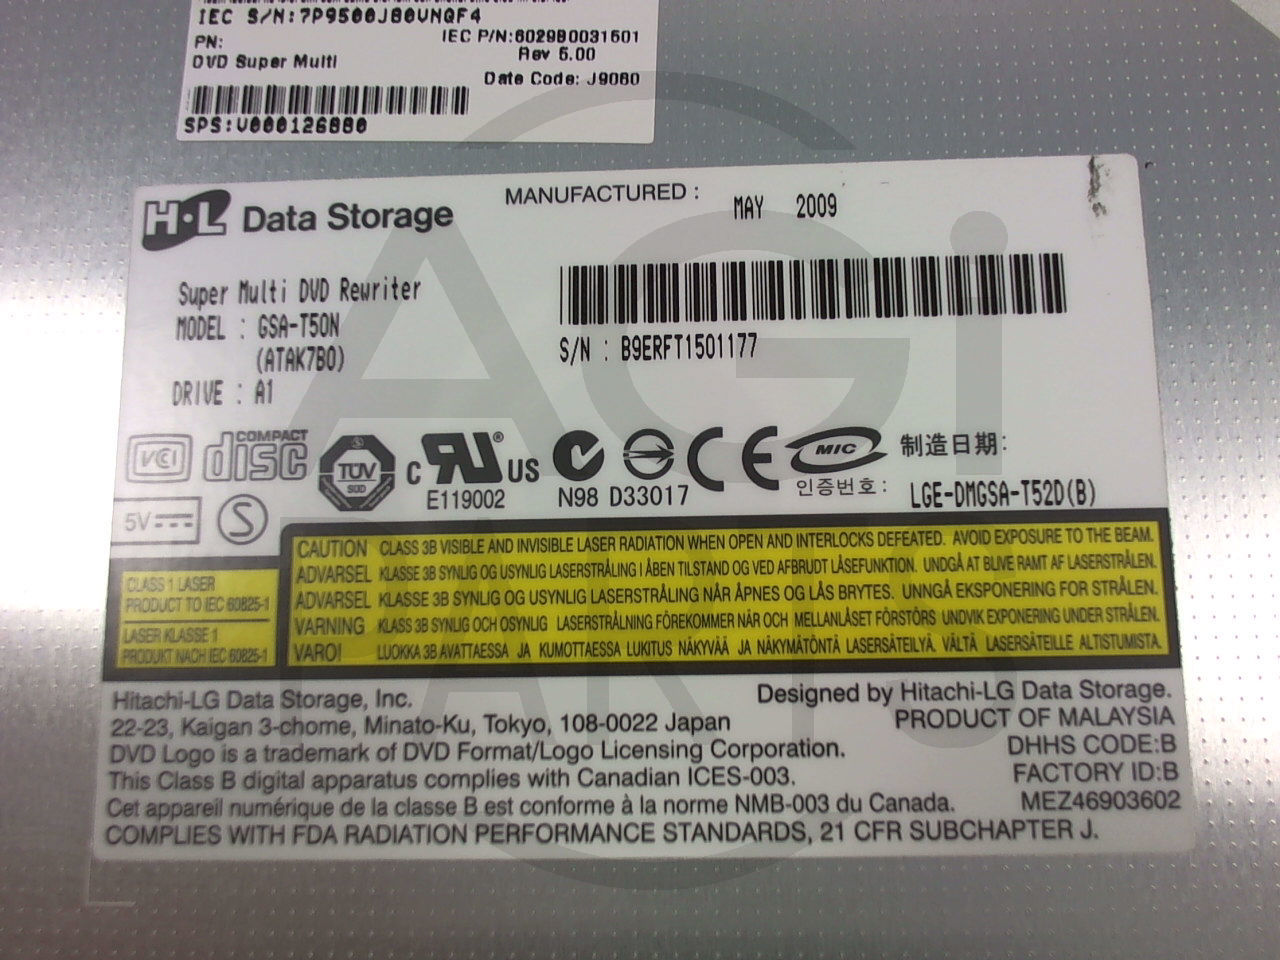 IEC S/N:7P9500J80VNQF4
PN:
IEC P/N:6029B0031601
Rev 5.00
DVD Super Multi
Date Code: J9060
SPS:V000126880
H·L Data Storage
MANUFACTURED : MAY 2009
Super Multi DVD Rewriter
MODEL : GSA-T50N
(ATAK7B0)
DRIVE : A1
S/N : B9ERFT1501177
VCCI
COMPACT
disc
TÜV
SÜD
c RU® US
E119002
N98 D33017
CE
MIC
制造日期:
인증번호: LGE-DMGSA-T52D(B)
5V
S
CLASS 1 LASER
PRODUCT TO IEC 60825-1
LASER KLASSE 1
PRODUKT NACH IEC 60825-1
CAUTION CLASS 3B VISIBLE AND INVISIBLE LASER RADIATION WHEN OPEN AND INTERLOCKS DEFEATED. AVOID EXPOSURE TO THE BEAM.
ADVARSEL KLASSE 3B SYNLIG OG USYNLIG LASERSTRÅLING I ÅBEN TILSTAND OG VED AFBRUDT LÅSEFUNKTION. UNDGÅ AT BLIVE RAMT AF LASERSTRÅLEN.
ADVARSEL KLASSE 3B SYNLIG OG USYNLIG LASERSTRÅLING NÅR ÅPNES OG LÅS BRYTES. UNNGÅ EKSPONERING FOR STRÅLEN.
VARNING KLASS 3B SYNLIG OCH OSYNLIG LASERSTRÅLNING FÖREKOMMER NÄR OCH MELLANLÅSET FÖRSTÖRS UNDVIK EXPONERING UNDER STRÅLEN.
VARO! LUOKKA 3B AVATTAESSA JA KUMOTTAESSA LUKITUS NÄKYVÄÄ JA NÄKYMÄTÖNTÄ LASERSÄTEILYÄ. VÄLTÄ LASERSÄTEILLE ALTISTUMISTA.
Hitachi-LG Data Storage, Inc.
22-23, Kaigan 3-chome, Minato-Ku, Tokyo, 108-0022 Japan
DVD Logo is a trademark of DVD Format/Logo Licensing Corporation.
This Class B digital apparatus complies with Canadian ICES-003.
Cet appareil numérique de la classe B est conforme à la norme NMB-003 du Canada.
COMPLIES WITH FDA RADIATION PERFORMANCE STANDARDS, 21 CFR SUBCHAPTER J.
Designed by Hitachi-LG Data Storage.
PRODUCT OF MALAYSIA
DHHS CODE:B
FACTORY ID:B
MEZ46903602
AGi
PARTS